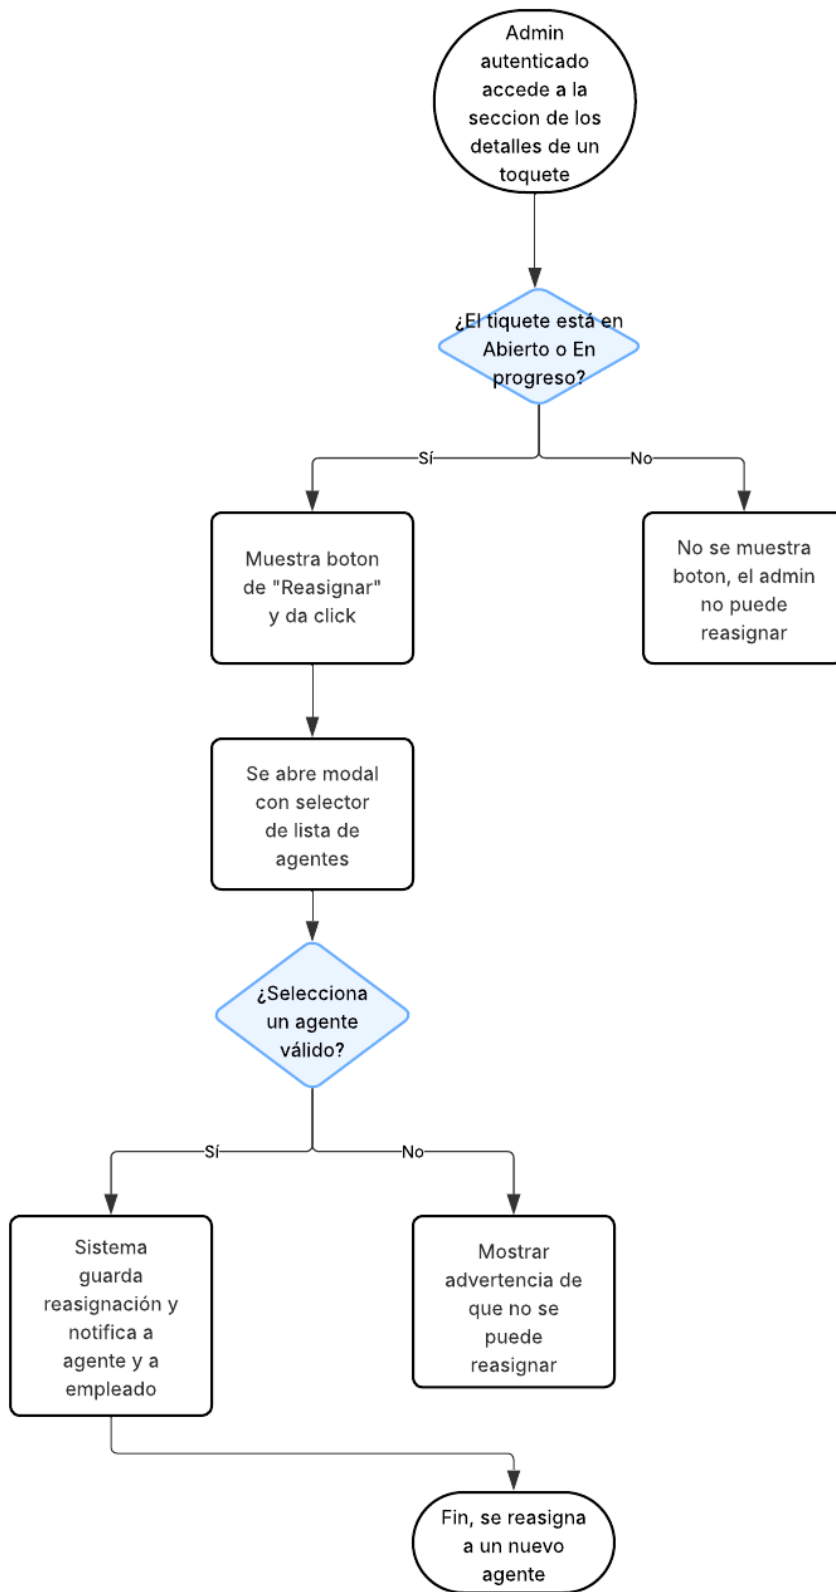 Admin
autenticado
accede a la
seccion de los
detalles de un
toquete
¿El tiquete está en
Abierto o En
progreso?
Sí
No
Muestra boton
de "Reasignar"
y da click
No se muestra
boton, el admin
no puede
reasignar
Se abre modal
con selector
de lista de
agentes
¿Selecciona
un agente
válido?
Sí
No
Sistema
guarda
reasignación y
notifica a
agente y a
empleado
Mostrar
advertencia de
que no se
puede
reasignar
Fin, se reasigna
a un nuevo
agente